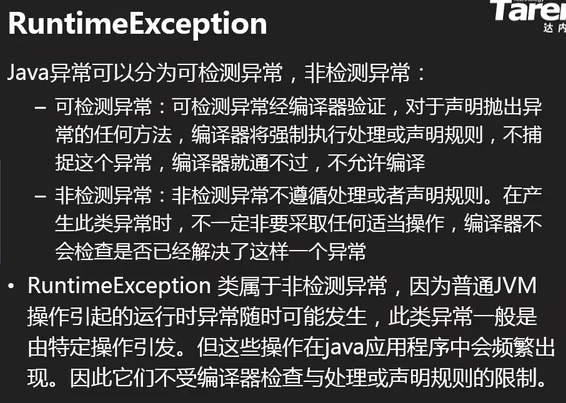 Taren
达内
RuntimeException
Java异常可以分为可检测异常，非检测异常：
– 可检测异常：可检测异常经编译器验证，对于声明抛出异
常的任何方法，编译器将强制执行处理或声明规则，不捕
捉这个异常，编译器就通不过，不允许编译
– 非检测异常：非检测异常不遵循处理或者声明规则。在产
生此类异常时，不一定非要采取任何适当操作，编译器不
会检查是否已经解决了这样一个异常
• RuntimeException 类属于非检测异常，因为普通JVM
操作引起的运行时异常随时可能发生，此类异常一般是
由特定操作引发。但这些操作在java应用程序中会频繁出
现。因此它们不受编译器检查与处理或声明规则的限制。